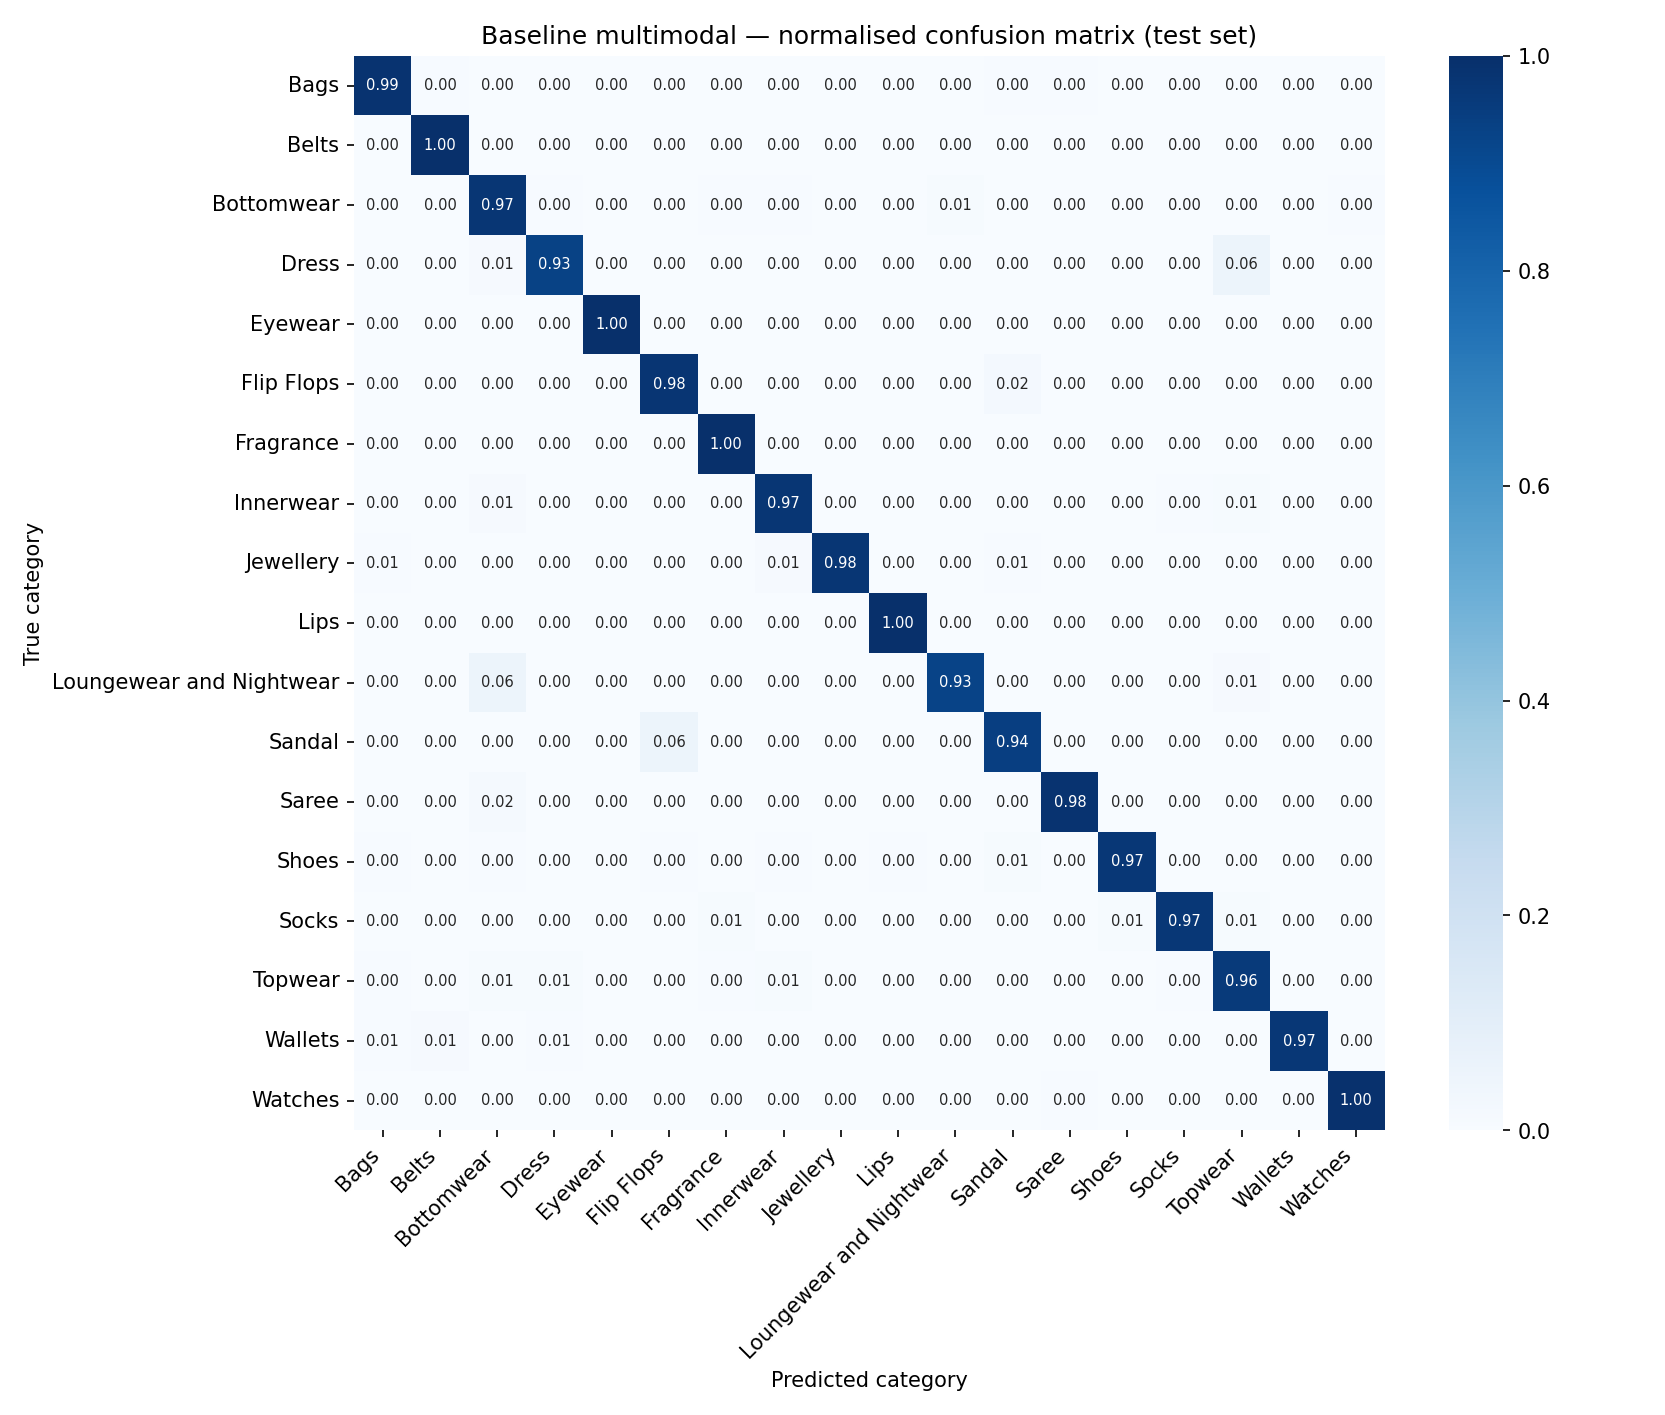 Baseline multimodal — normalised confusion matrix (test set)
Bags 0.99 0.00 0.00 0.00 0.00 0.00 0.00 0.00 0.00 0.00 0.00 0.00 0.00 0.00 0.00 0.00 0.00 0.00
Belts 0.00 1.00 0.00 0.00 0.00 0.00 0.00 0.00 0.00 0.00 0.00 0.00 0.00 0.00 0.00 0.00 0.00 0.00
Bottomwear 0.00 0.00 0.97 0.00 0.00 0.00 0.00 0.00 0.00 0.00 0.01 0.00 0.00 0.00 0.00 0.00 0.00 0.00
Dress 0.00 0.00 0.01 0.93 0.00 0.00 0.00 0.00 0.00 0.00 0.00 0.00 0.00 0.00 0.00 0.06 0.00 0.00
Eyewear 0.00 0.00 0.00 0.00 1.00 0.00 0.00 0.00 0.00 0.00 0.00 0.00 0.00 0.00 0.00 0.00 0.00 0.00
Flip Flops 0.00 0.00 0.00 0.00 0.00 0.98 0.00 0.00 0.00 0.00 0.00 0.02 0.00 0.00 0.00 0.00 0.00 0.00
Fragrance 0.00 0.00 0.00 0.00 0.00 0.00 1.00 0.00 0.00 0.00 0.00 0.00 0.00 0.00 0.00 0.00 0.00 0.00
Innerwear 0.00 0.00 0.01 0.00 0.00 0.00 0.00 0.97 0.00 0.00 0.00 0.00 0.00 0.00 0.00 0.01 0.00 0.00
Jewellery 0.01 0.00 0.00 0.00 0.00 0.00 0.00 0.01 0.98 0.00 0.00 0.01 0.00 0.00 0.00 0.00 0.00 0.00
Lips 0.00 0.00 0.00 0.00 0.00 0.00 0.00 0.00 0.00 1.00 0.00 0.00 0.00 0.00 0.00 0.00 0.00 0.00
Loungewear and Nightwear 0.00 0.00 0.06 0.00 0.00 0.00 0.00 0.00 0.00 0.00 0.93 0.00 0.00 0.00 0.00 0.01 0.00 0.00
Sandal 0.00 0.00 0.00 0.00 0.00 0.06 0.00 0.00 0.00 0.00 0.00 0.94 0.00 0.00 0.00 0.00 0.00 0.00
Saree 0.00 0.00 0.02 0.00 0.00 0.00 0.00 0.00 0.00 0.00 0.00 0.00 0.98 0.00 0.00 0.00 0.00 0.00
Shoes 0.00 0.00 0.00 0.00 0.00 0.00 0.00 0.00 0.00 0.00 0.00 0.01 0.00 0.97 0.00 0.00 0.00 0.00
Socks 0.00 0.00 0.00 0.00 0.00 0.00 0.01 0.00 0.00 0.00 0.00 0.00 0.00 0.01 0.97 0.01 0.00 0.00
Topwear 0.00 0.00 0.01 0.01 0.00 0.00 0.00 0.01 0.00 0.00 0.00 0.00 0.00 0.00 0.00 0.96 0.00 0.00
Wallets 0.01 0.01 0.00 0.01 0.00 0.00 0.00 0.00 0.00 0.00 0.00 0.00 0.00 0.00 0.00 0.00 0.97 0.00
Watches 0.00 0.00 0.00 0.00 0.00 0.00 0.00 0.00 0.00 0.00 0.00 0.00 0.00 0.00 0.00 0.00 0.00 1.00
True category
Bags
Belts
Bottomwear
Dress
Eyewear
Flip Flops
Fragrance
Innerwear
Jewellery
Lips
Loungewear and Nightwear
Sandal
Saree
Shoes
Socks
Topwear
Wallets
Watches
Predicted category
1.0
0.8
0.6
0.4
0.2
0.0